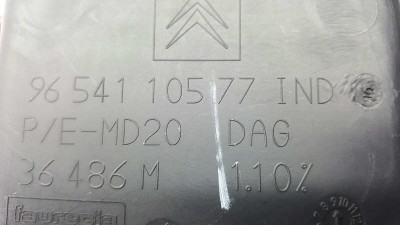 96 541 105 77 IND
P/E-MD20 DAG
36 486 M 1.10%
faurecia